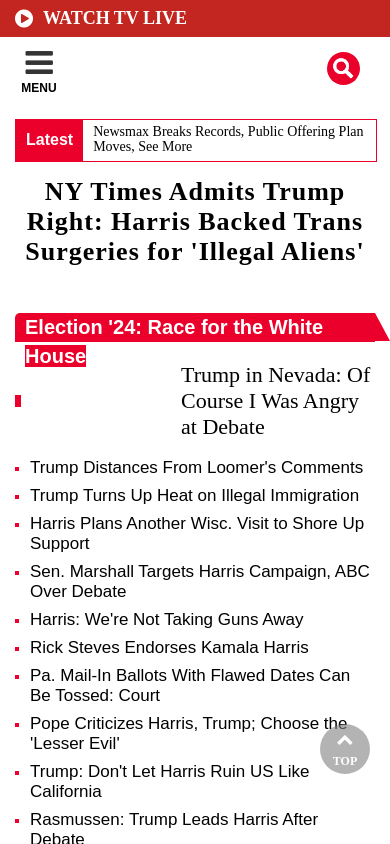 WATCH TV LIVE
MENU
Latest
Newsmax Breaks Records, Public Offering Plan
Moves, See More
NY Times Admits Trump
Right: Harris Backed Trans
Surgeries for 'Illegal Aliens'
Election '24: Race for the White
House
Trump in Nevada: Of
Course I Was Angry
at Debate
Trump Distances From Loomer's Comments
Trump Turns Up Heat on Illegal Immigration
Harris Plans Another Wisc. Visit to Shore Up
Support
Sen. Marshall Targets Harris Campaign, ABC
Over Debate
Harris: We're Not Taking Guns Away
Rick Steves Endorses Kamala Harris
Pa. Mail-In Ballots With Flawed Dates Can
Be Tossed: Court
Pope Criticizes Harris, Trump; Choose the
'Lesser Evil'
TOP
Trump: Don't Let Harris Ruin US Like
California
Rasmussen: Trump Leads Harris After
Debate